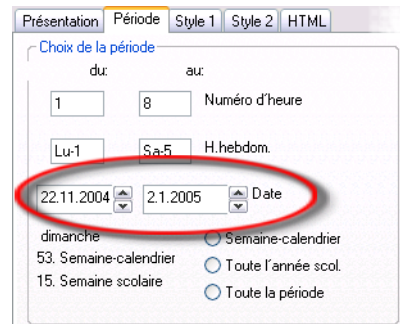 Présentation Période Style 1 Style 2 HTML
Choix de la période
du: au:
1 8 Numéro d'heure
Lu-1 Sa-5 H.hebdom.
22.11.2004 2.1.2005 Date
dimanche Semaine-calendrier
53. Semaine-calendrier Toute l'année scol.
15. Semaine scolaire Toute la période